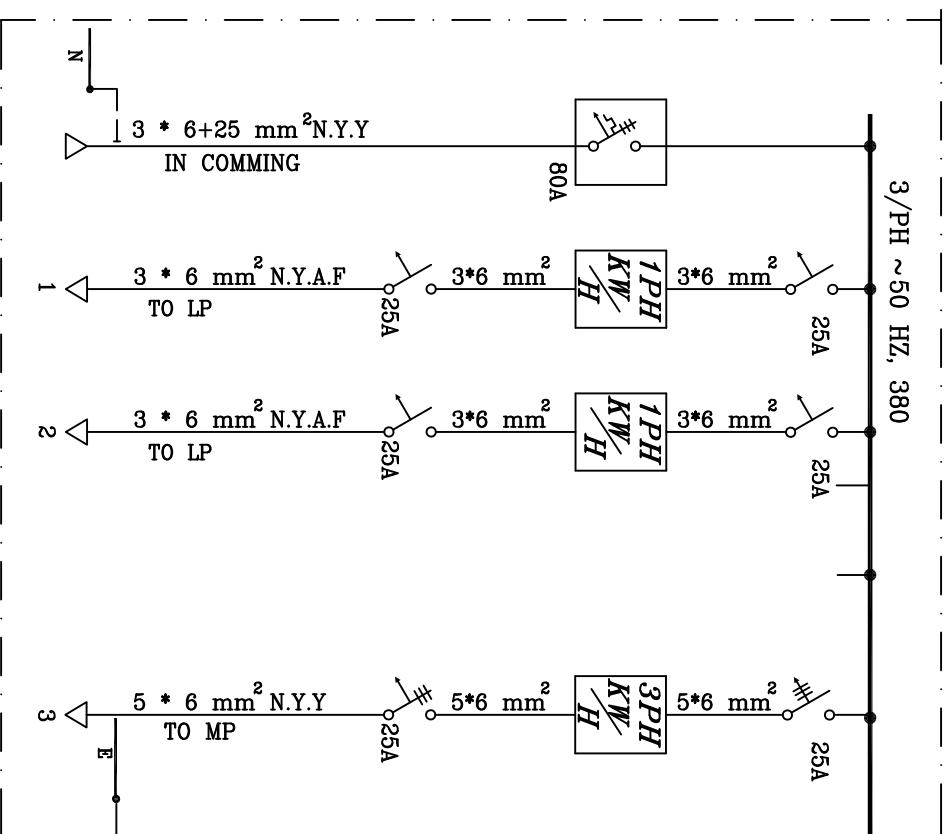 N
3 * 6+25 mm² N.Y.Y
IN COMMING
80A
3/PH ~50 HZ, 380
1
3 * 6 mm² N.Y.A.F
TO LP
25A
3*6 mm²
1PH
KW/
H
3*6 mm²
25A
2
3 * 6 mm² N.Y.A.F
TO LP
25A
3*6 mm²
1PH
KW/
H
3*6 mm²
25A
3
5 * 6 mm² N.Y.Y
TO MP
25A
5*6 mm²
3PH
KW/
H
5*6 mm²
25A
E